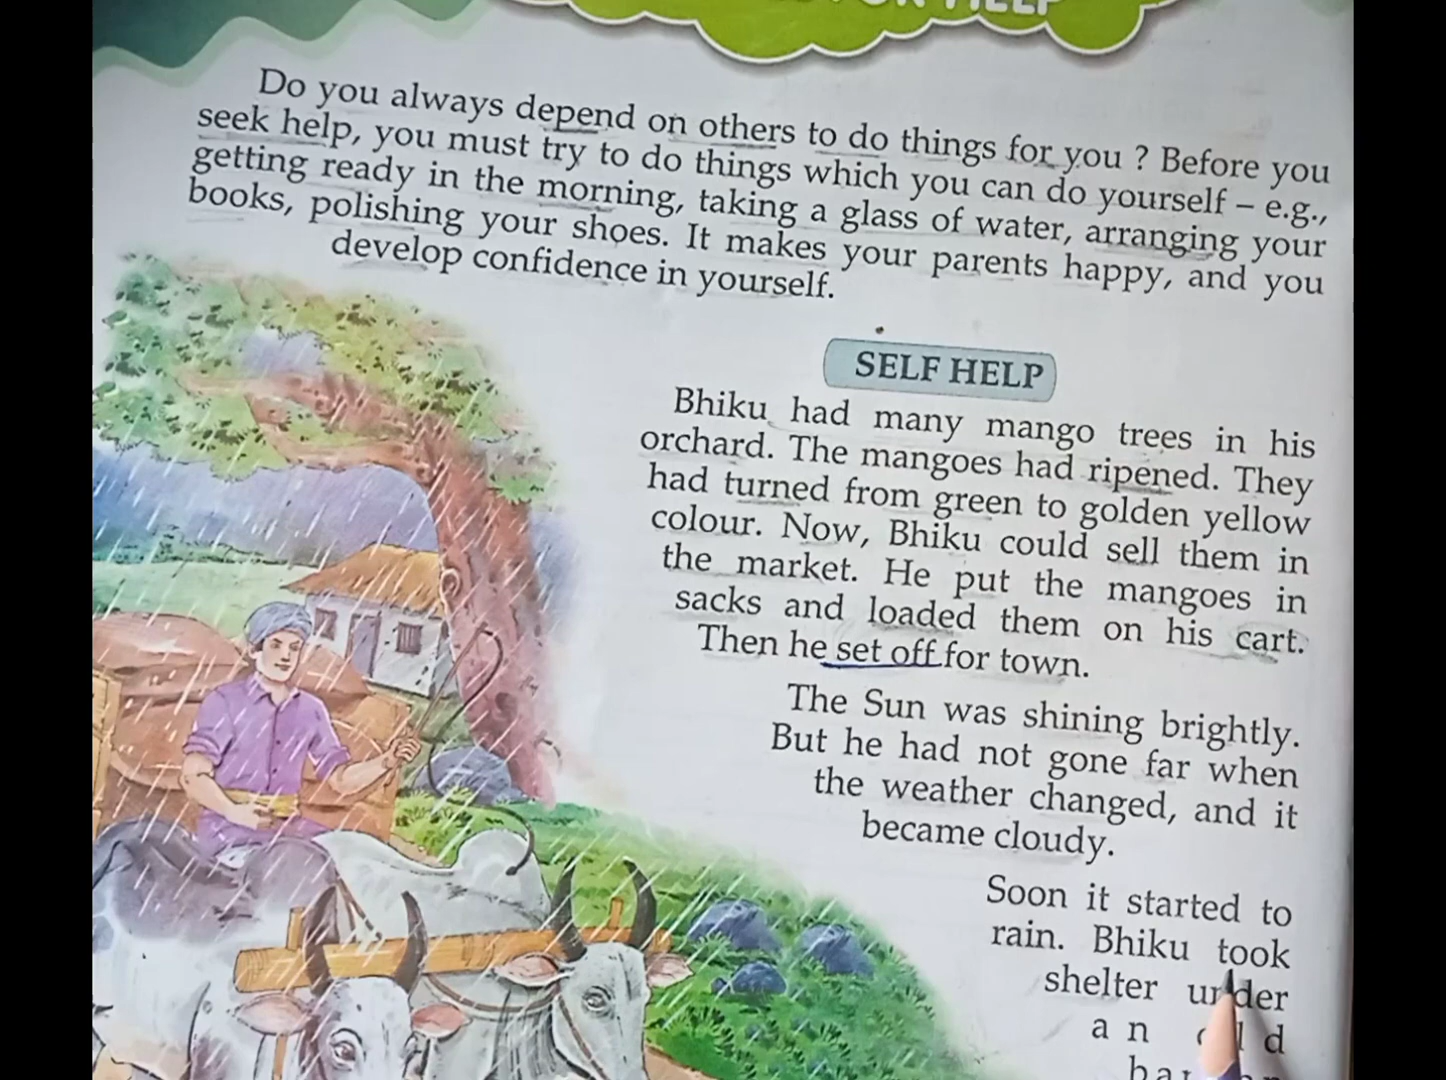 HELP
Do you always depend on others to do things for you ? Before you
seek help, you must try to do things which you can do yourself – e.g.,
getting ready in the morning, taking a glass of water, arranging your
books, polishing your shoes. It makes your parents happy, and you
develop confidence in yourself.
SELF HELP
Bhiku had many mango trees in his
orchard. The mangoes had ripened. They
had turned from green to golden yellow
colour. Now, Bhiku could sell them in
the market. He put the mangoes in
sacks and loaded them on his cart.
Then he set off for town.
The Sun was shining brightly.
But he had not gone far when
the weather changed, and it
became cloudy.
Soon it started to
rain. Bhiku took
shelter under
an